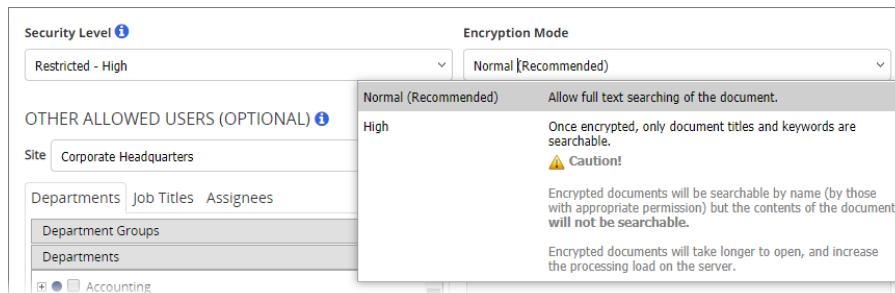 Security Level
Encryption Mode
Restricted - High
Normal (Recommended)
Normal (Recommended)
Allow full text searching of the document.
High
Once encrypted, only document titles and keywords are
searchable.
Caution!
Encrypted documents will be searchable by name (by those
with appropriate permission) but the contents of the document
will not be searchable.
Encrypted documents will take longer to open, and increase
the processing load on the server.
OTHER ALLOWED USERS (OPTIONAL)
Site
Corporate Headquarters
Departments Job Titles Assignees
Department Groups
Departments
Accounting